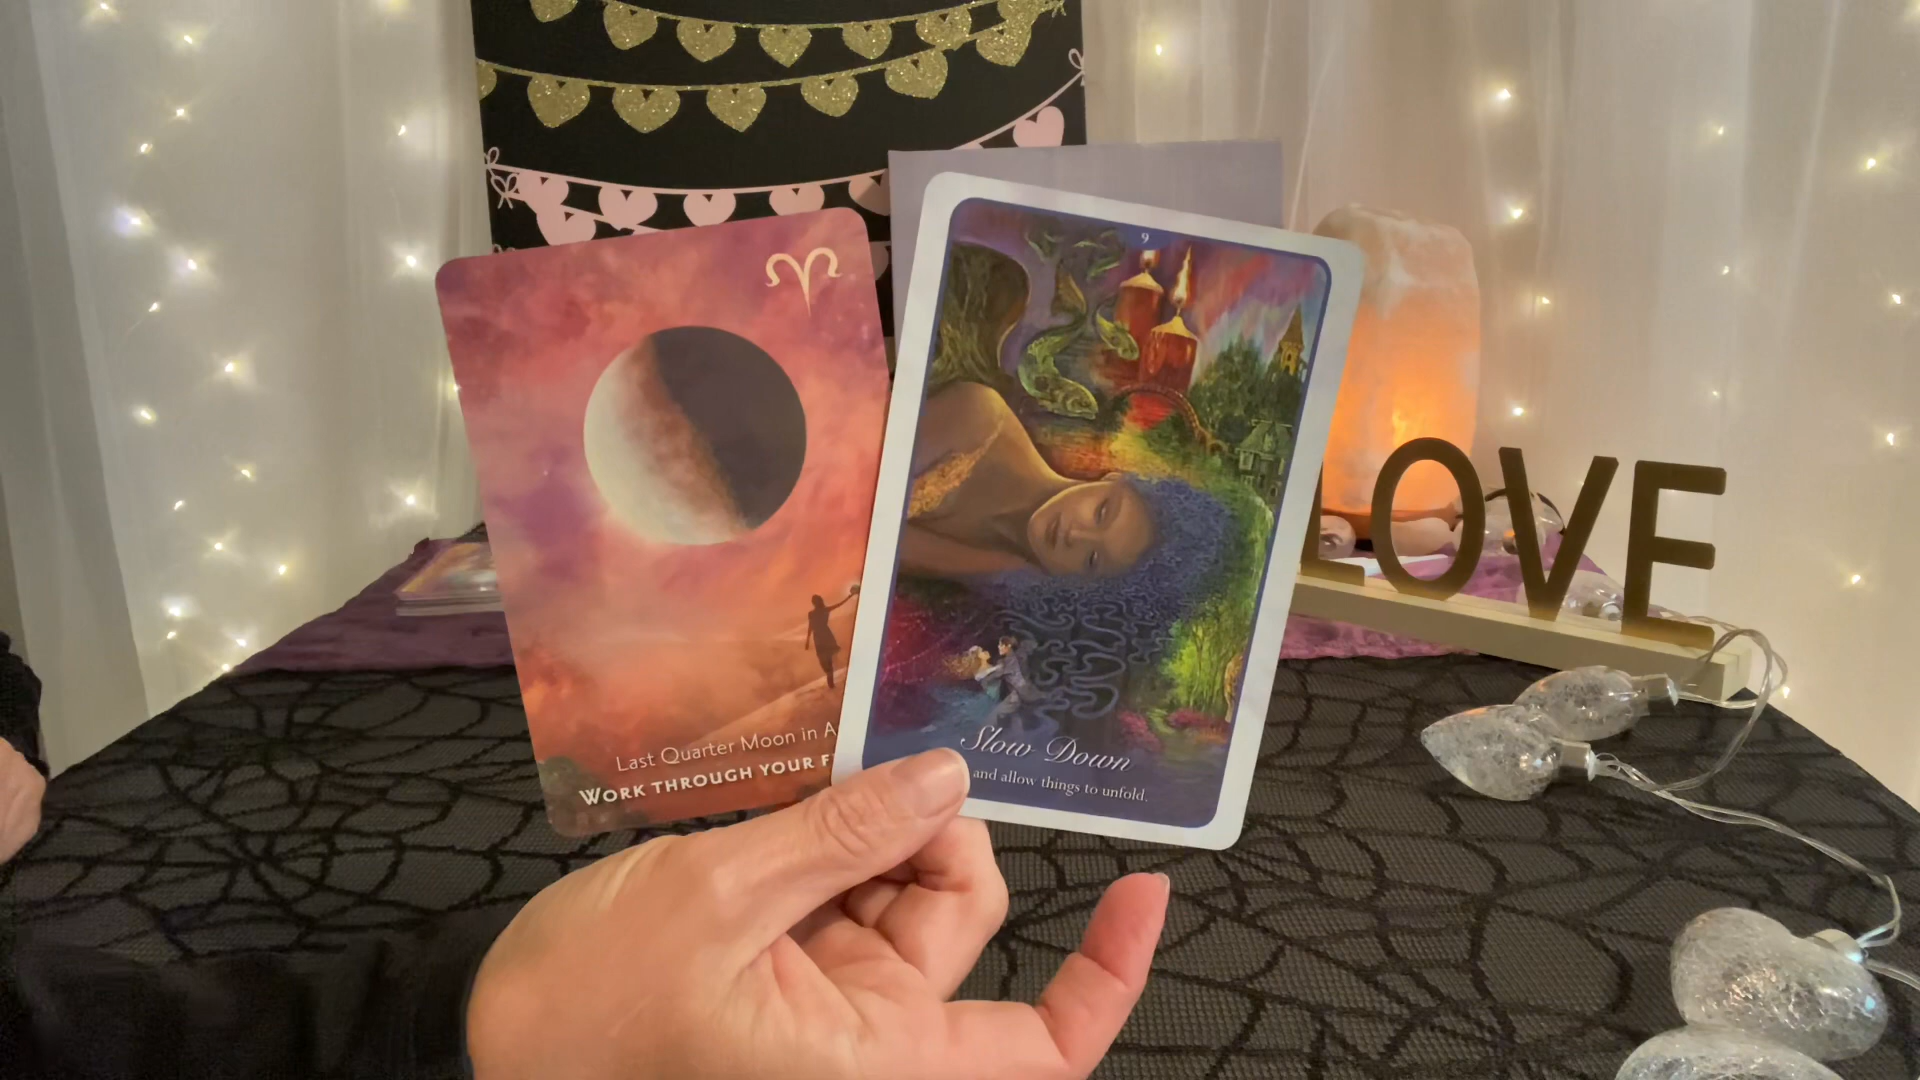 Last Quarter Moon in
WORK THROUGH YOUR
9
Slow Down
and allow things to unfold.
LOVE